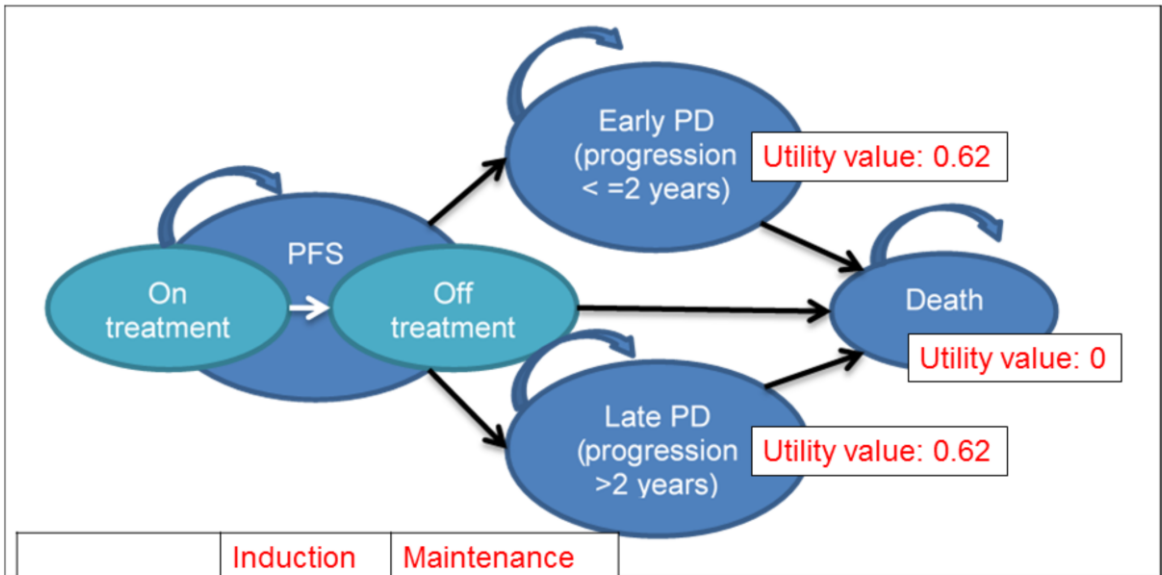 Early PD
(progression
< =2 years)
Utility value: 0.62
PFS
On
treatment
Off
treatment
Death
Utility value: 0
Late PD
(progression
>2 years)
Utility value: 0.62
Induction Maintenance